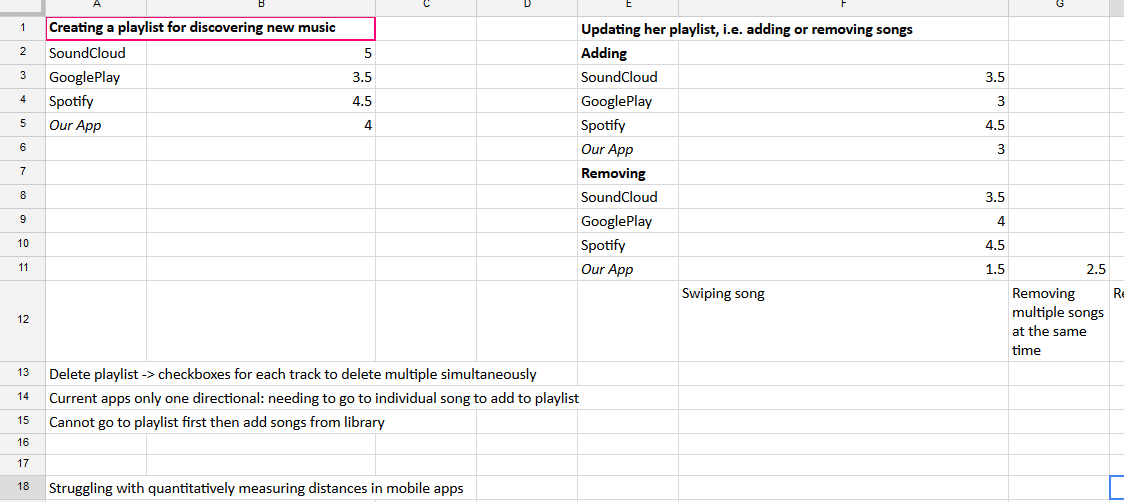 A B C D E F G
1 Creating a playlist for discovering new music Updating her playlist, i.e. adding or removing songs
2 SoundCloud 5 Adding
3 GooglePlay 3.5 SoundCloud 3.5
4 Spotify 4.5 GooglePlay 3
5 Our App 4 Spotify 4.5
6 Our App 3
7 Removing
8 SoundCloud 3.5
9 GooglePlay 4
10 Spotify 4.5
11 Our App 1.5 2.5
12 Swiping song Removing
multiple songs
at the same
time
13 Delete playlist -> checkboxes for each track to delete multiple simultaneously
14 Current apps only one directional: needing to go to individual song to add to playlist
15 Cannot go to playlist first then add songs from library
16
17
18 Struggling with quantitatively measuring distances in mobile apps